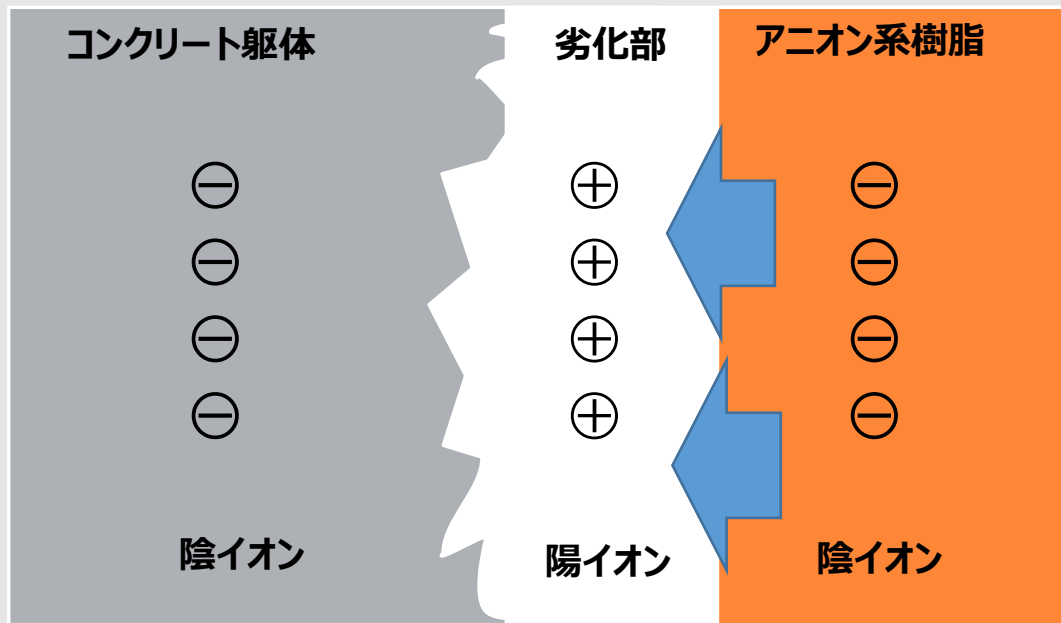 コンクリート躯体
劣化部
アニオン系樹脂
⊖ ⊕ ⊖
⊖ ⊕ ⊖
⊖ ⊕ ⊖
⊖ ⊕ ⊖
陰イオン
陽イオン
陰イオン